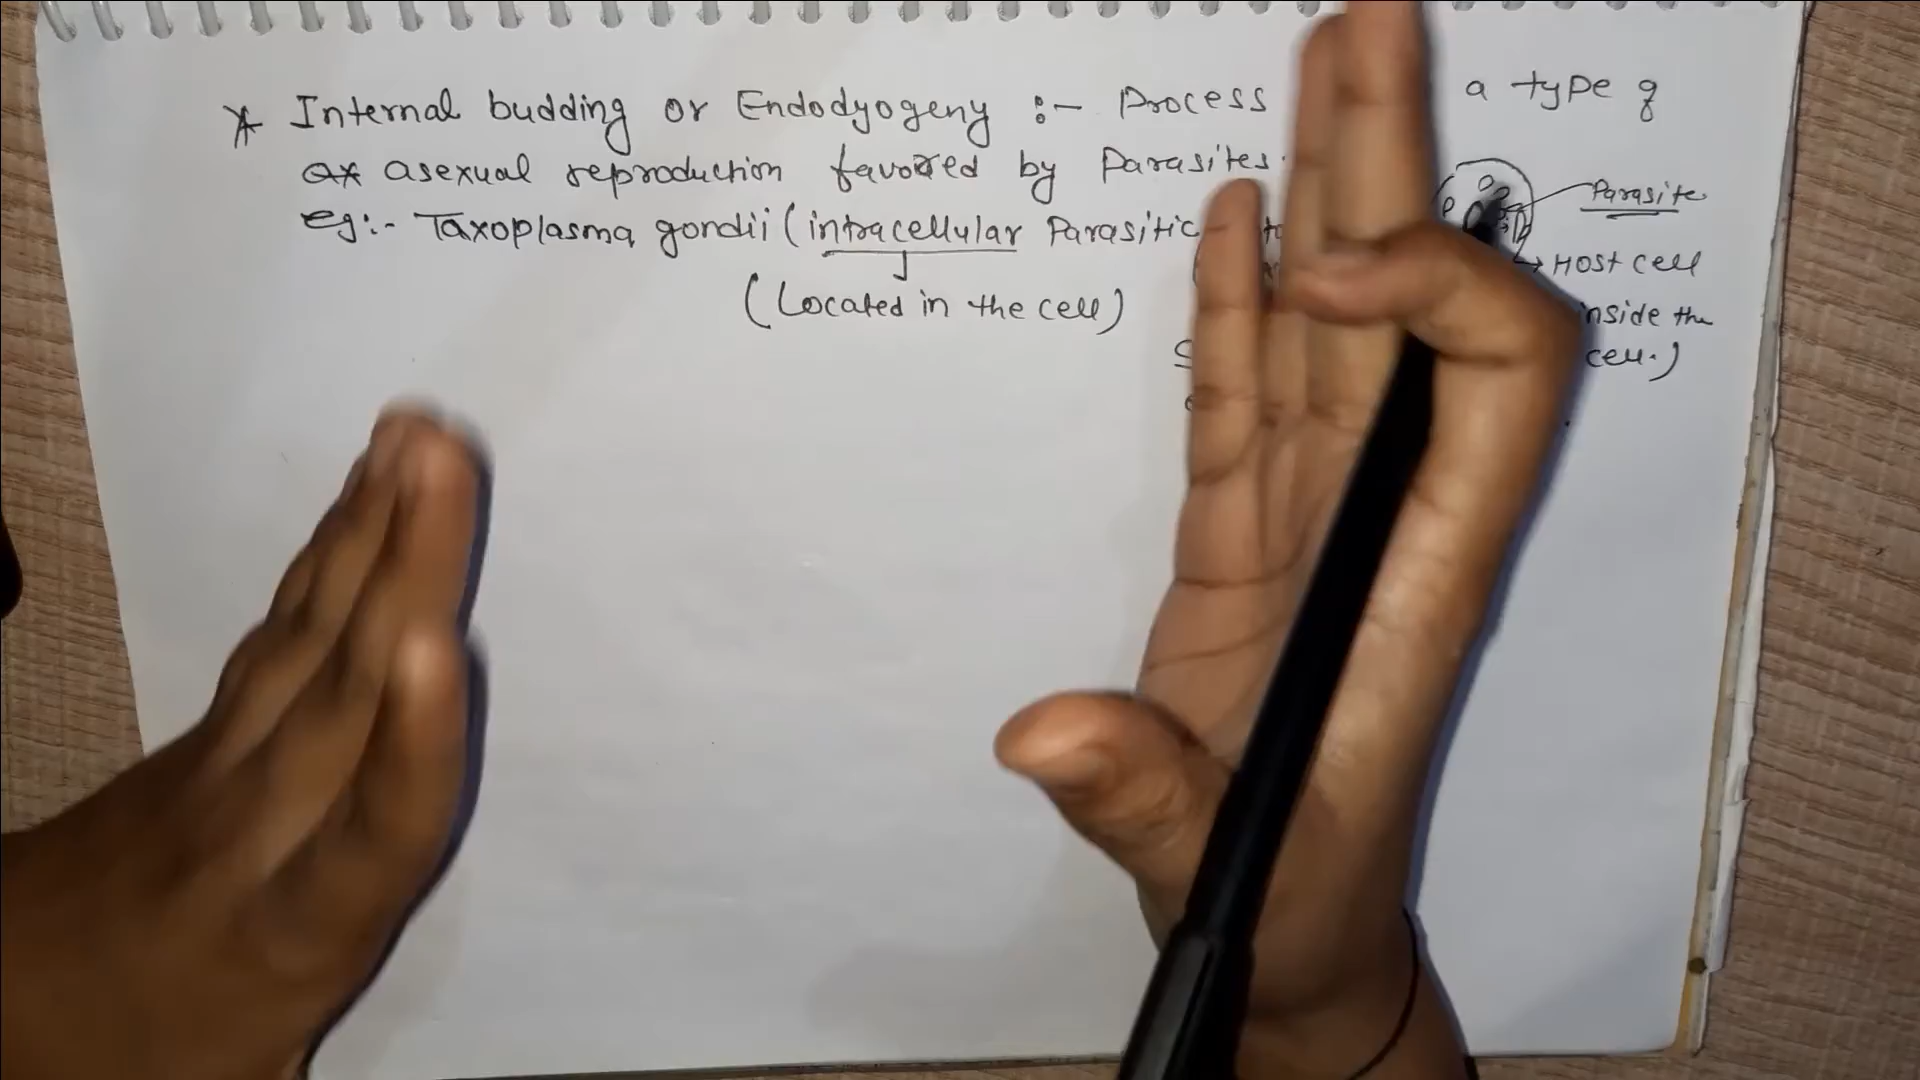 * Internal budding or Endodyogeny :- Process a type of
asexual reproduction favored by Parasites.
eg:- Taxoplasma gondii (intracellular Parasitic
(Located in the cell)
Parasite
Host cell
inside the
cell.)